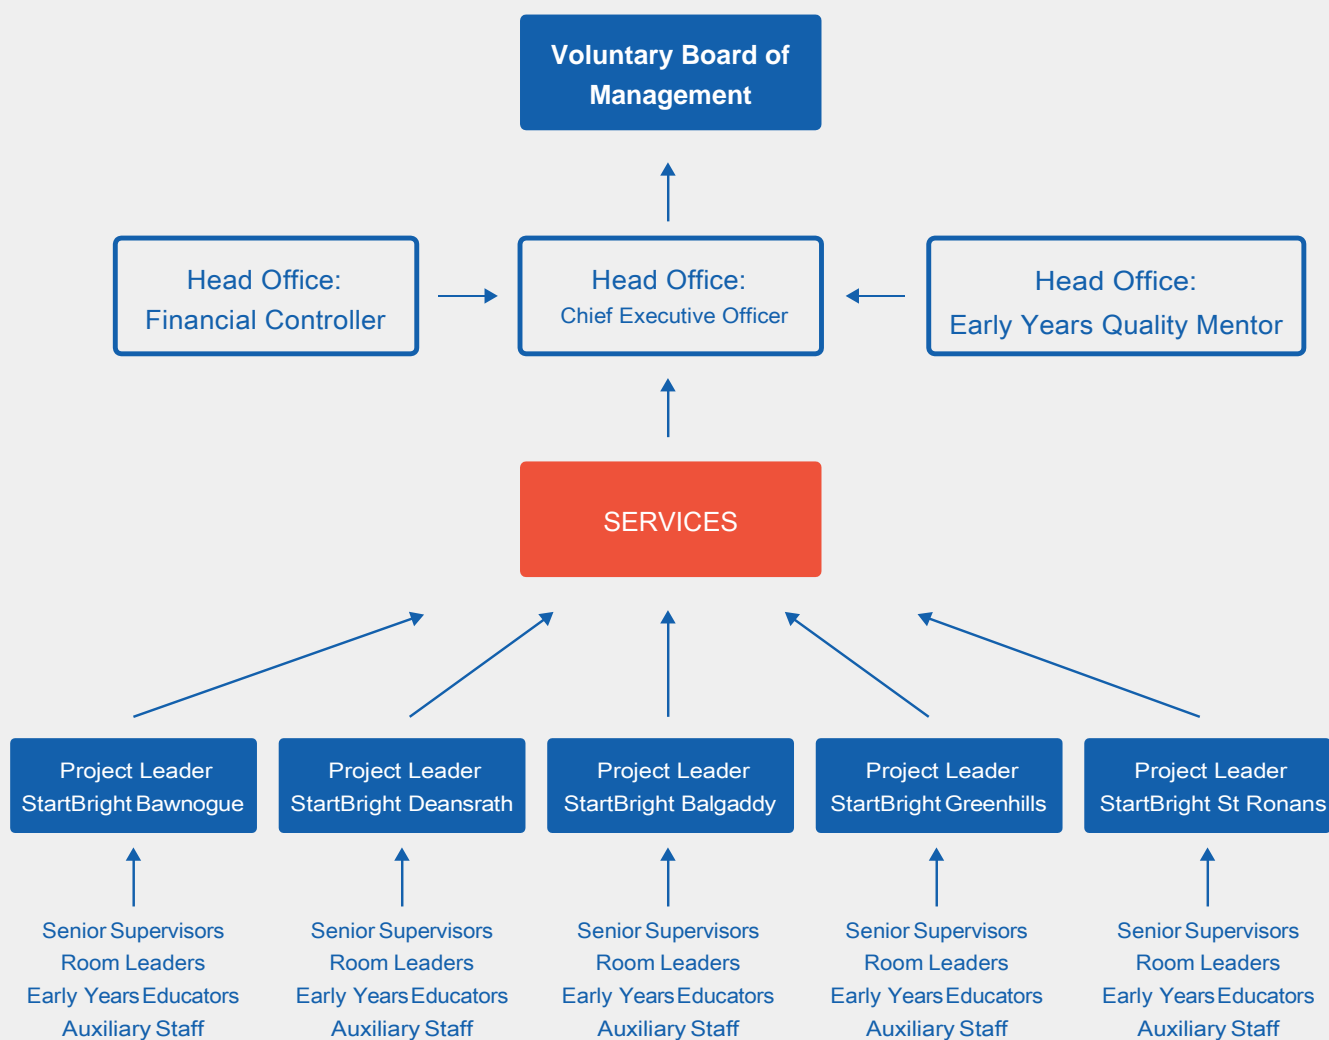 Voluntary Board of
Management
Head Office:
Financial Controller
Head Office:
Chief Executive Officer
Head Office:
Early Years Quality Mentor
SERVICES
Project Leader
StartBright Bawnogue
Project Leader
StartBright Deansrath
Project Leader
StartBright Balgaddy
Project Leader
StartBright Greenhills
Project Leader
StartBright St Ronans
Senior Supervisors
Room Leaders
Early Years Educators
Auxiliary Staff
Senior Supervisors
Room Leaders
Early Years Educators
Auxiliary Staff
Senior Supervisors
Room Leaders
Early Years Educators
Auxiliary Staff
Senior Supervisors
Room Leaders
Early Years Educators
Auxiliary Staff
Senior Supervisors
Room Leaders
Early Years Educators
Auxiliary Staff